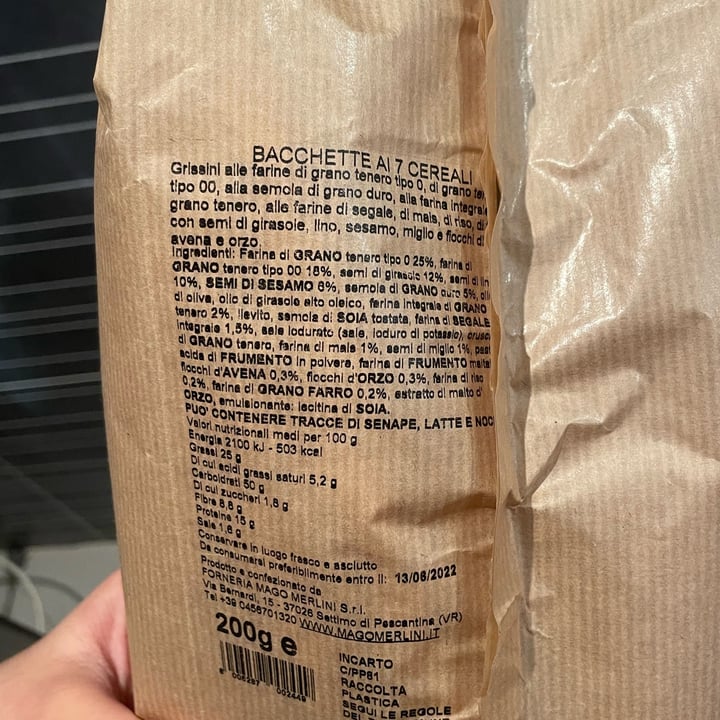 BACCHETTE AI 7 CEREALI
Grissini alle farine di grano tenero tipo 0, di grano
tipo 00, alla semola di grano duro, alla farina integrale
grano tenero, alle farine di segale, di mais, di riso,
con semi di girasole, lino, sesamo, miglio e fiocchi di
avena e orzo.
Ingredienti: Farina di GRANO tenero tipo 0 25%, farina di
GRANO tenero tipo 00 18%, semi di girasole 12%, semi di
10%, SEMI DI SESAMO 6%, semola di GRANO duro 5%,
di oliva, olio di girasole alto oleico, farina integrale di GRANO
tenero 2%, lievito, semola di SOIA tostata, farina di SEGALE
integrale 1,5%, sale iodurato (sale, ioduro di potassio),
di GRANO tenero, farina di mais 1%, semi di miglio 1%,
acida di FRUMENTO in polvere, farina di FRUMENTO
fiocchi d'AVENA 0,3%, fiocchi d'ORZO 0,3%, farina di riso
0,2%, farina di GRANO FARRO 0,2%, estratto di malto d'
ORZO, emulsionante: lecitina di SOIA.
PUO' CONTENERE TRACCE DI SENAPE, LATTE E
Valori nutrizionali medi per 100 g
Energia 2100 kJ - 503 kcal
Grassi 25 g
Di cui acidi grassi saturi 5,2 g
Carboidrati 50 g
Di cui zuccheri 1,8 g
Fibre 8,8 g
Proteine 15 g
Sale 1,6 g
Conservare in luogo fresco e asciutto
Da consumarsi preferibilmente entro il: 13/06/2022
Prodotto e confezionato da
FORNERIA MAGO MERLINI S.r.l.
Via Bernardi, 15 - 37026 Settimo di Pescantina (VR)
Tel +39 0456701320 WWW.MAGOMERLINI.IT
200g e
INCARTO
C/PP81
RACCOLTA
PLASTICA
SEGUI LE REGOLE